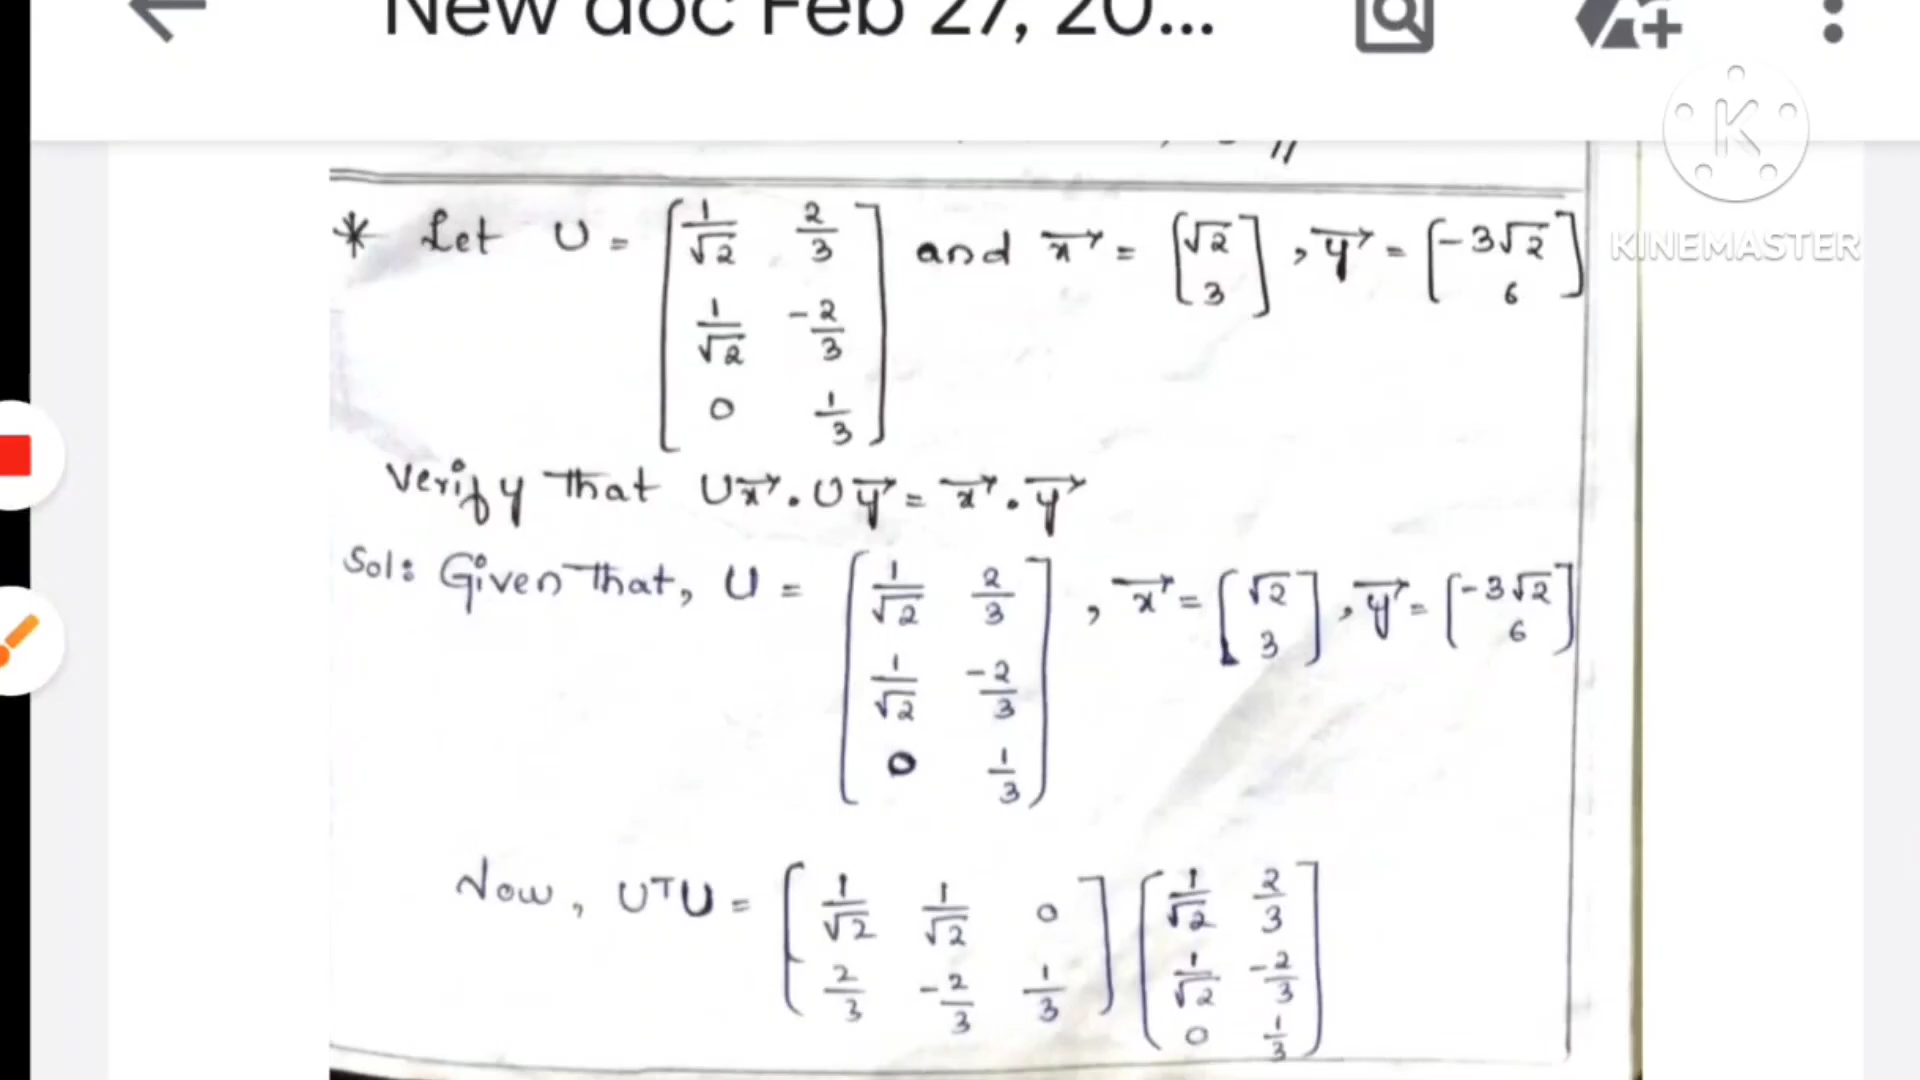 New doc Feb 27, 20...
KINEMASTER
* Let U = [1/√2 2/3; 1/√2 -2/3; 0 1/3] and x⃗ = [√2; 3], y⃗ = [-3√2; 6]
Verify that Ux⃗ . Uy⃗ = x⃗ . y⃗
Sol: Given that, U = [1/√2 2/3; 1/√2 -2/3; 0 1/3], x⃗ = [√2; 3], y⃗ = [-3√2; 6]
Now, UᵀU = [1/√2 1/√2 0; 2/3 -2/3 1/3] [1/√2 2/3; 1/√2 -2/3; 0 1/3]